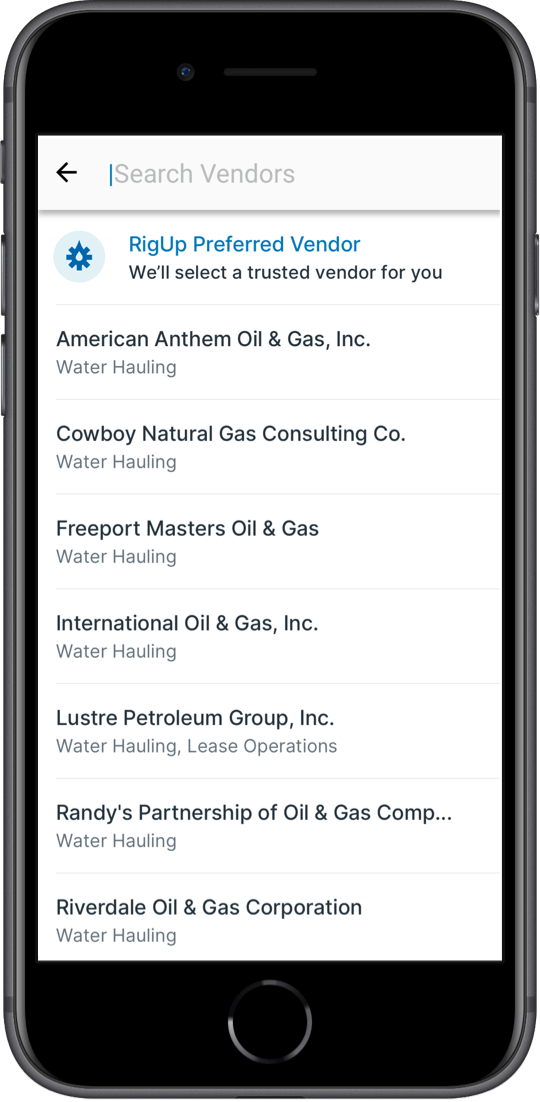 Search Vendors
RigUp Preferred Vendor
We’ll select a trusted vendor for you
American Anthem Oil & Gas, Inc.
Water Hauling
Cowboy Natural Gas Consulting Co.
Water Hauling
Freeport Masters Oil & Gas
Water Hauling
International Oil & Gas, Inc.
Water Hauling
Lustre Petroleum Group, Inc.
Water Hauling, Lease Operations
Randy's Partnership of Oil & Gas Comp...
Water Hauling
Riverdale Oil & Gas Corporation
Water Hauling